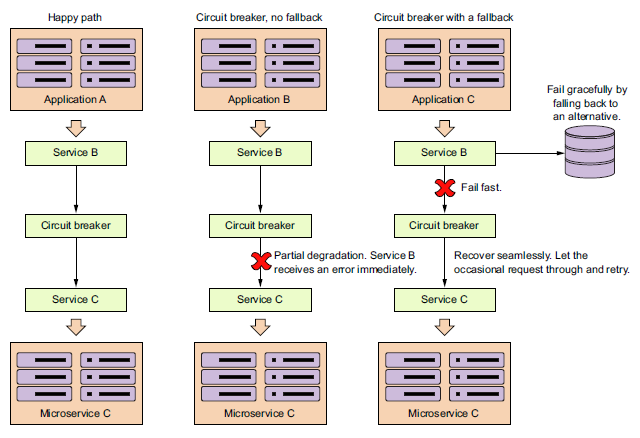 Happy path
Circuit breaker, no fallback
Circuit breaker with a fallback
Application A
Application B
Application C
Fail gracefully by
falling back to
an alternative.
Service B
Service B
Service B
Fail fast.
Circuit breaker
Circuit breaker
Circuit breaker
Partial degradation. Service B
receives an error immediately.
Recover seamlessly. Let the
occasional request through and retry.
Service C
Service C
Service C
Microservice C
Microservice C
Microservice C